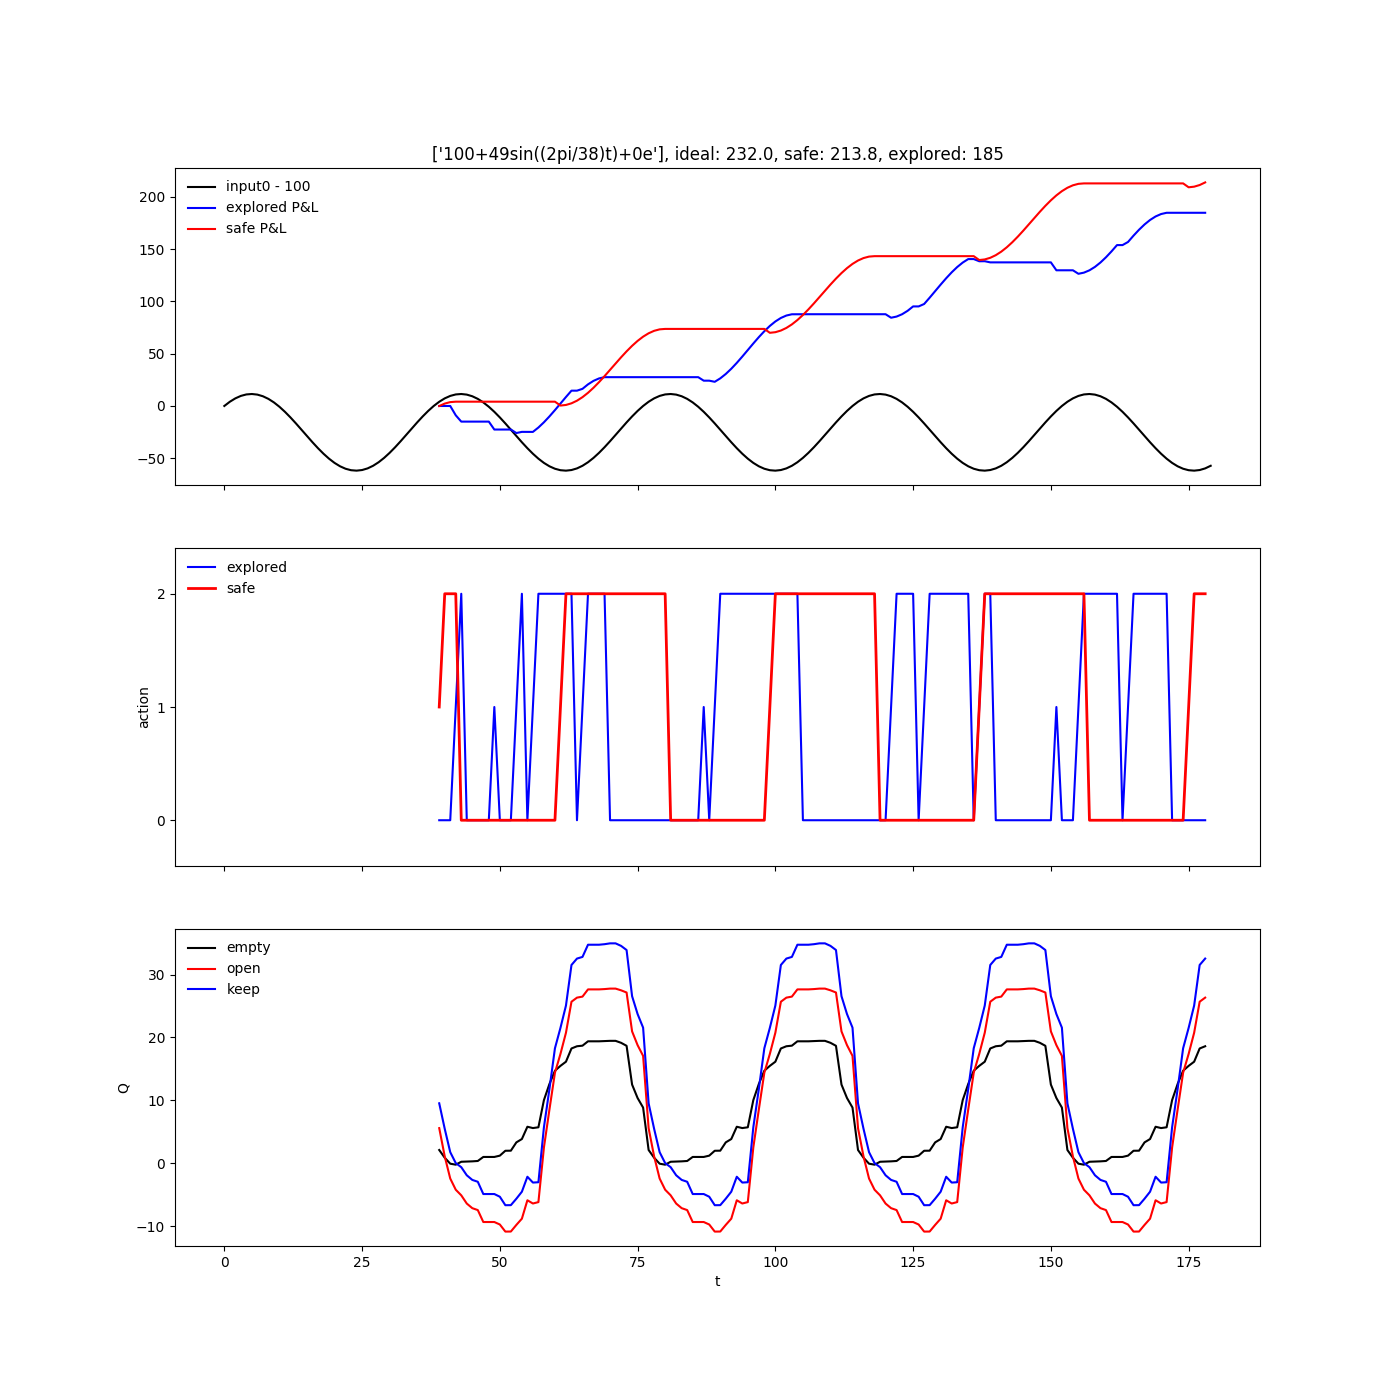 ['100+49sin((2pi/38)t)+0e'], ideal: 232.0, safe: 213.8, explored: 185
input0 - 100
explored P&L
safe P&L
200
150
100
50
0
−50
explored
safe
2
1
0
action
empty
open
keep
30
20
10
0
−10
Q
0 25 50 75 100 125 150 175
t